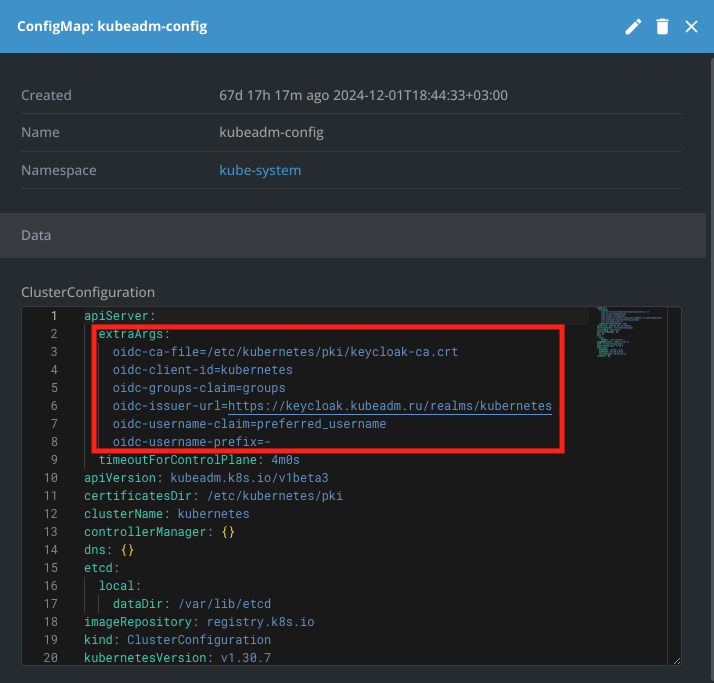 ConfigMap: kubeadm-config
Created 67d 17h 17m ago 2024-12-01T18:44:33+03:00
Name kubeadm-config
Namespace kube-system
Data
ClusterConfiguration
1 apiServer:
2 extraArgs:
3 oidc-ca-file=/etc/kubernetes/pki/keycloak-ca.crt
4 oidc-client-id=kubernetes
5 oidc-groups-claim=groups
6 oidc-issuer-url=https://keycloak.kubeadm.ru/realms/kubernetes
7 oidc-username-claim=preferred_username
8 oidc-username-prefix=-
9 timeoutForControlPlane: 4m0s
10 apiVersion: kubeadm.k8s.io/v1beta3
11 certificatesDir: /etc/kubernetes/pki
12 clusterName: kubernetes
13 controllerManager: {}
14 dns: {}
15 etcd:
16 local:
17 dataDir: /var/lib/etcd
18 imageRepository: registry.k8s.io
19 kind: ClusterConfiguration
20 kubernetesVersion: v1.30.7